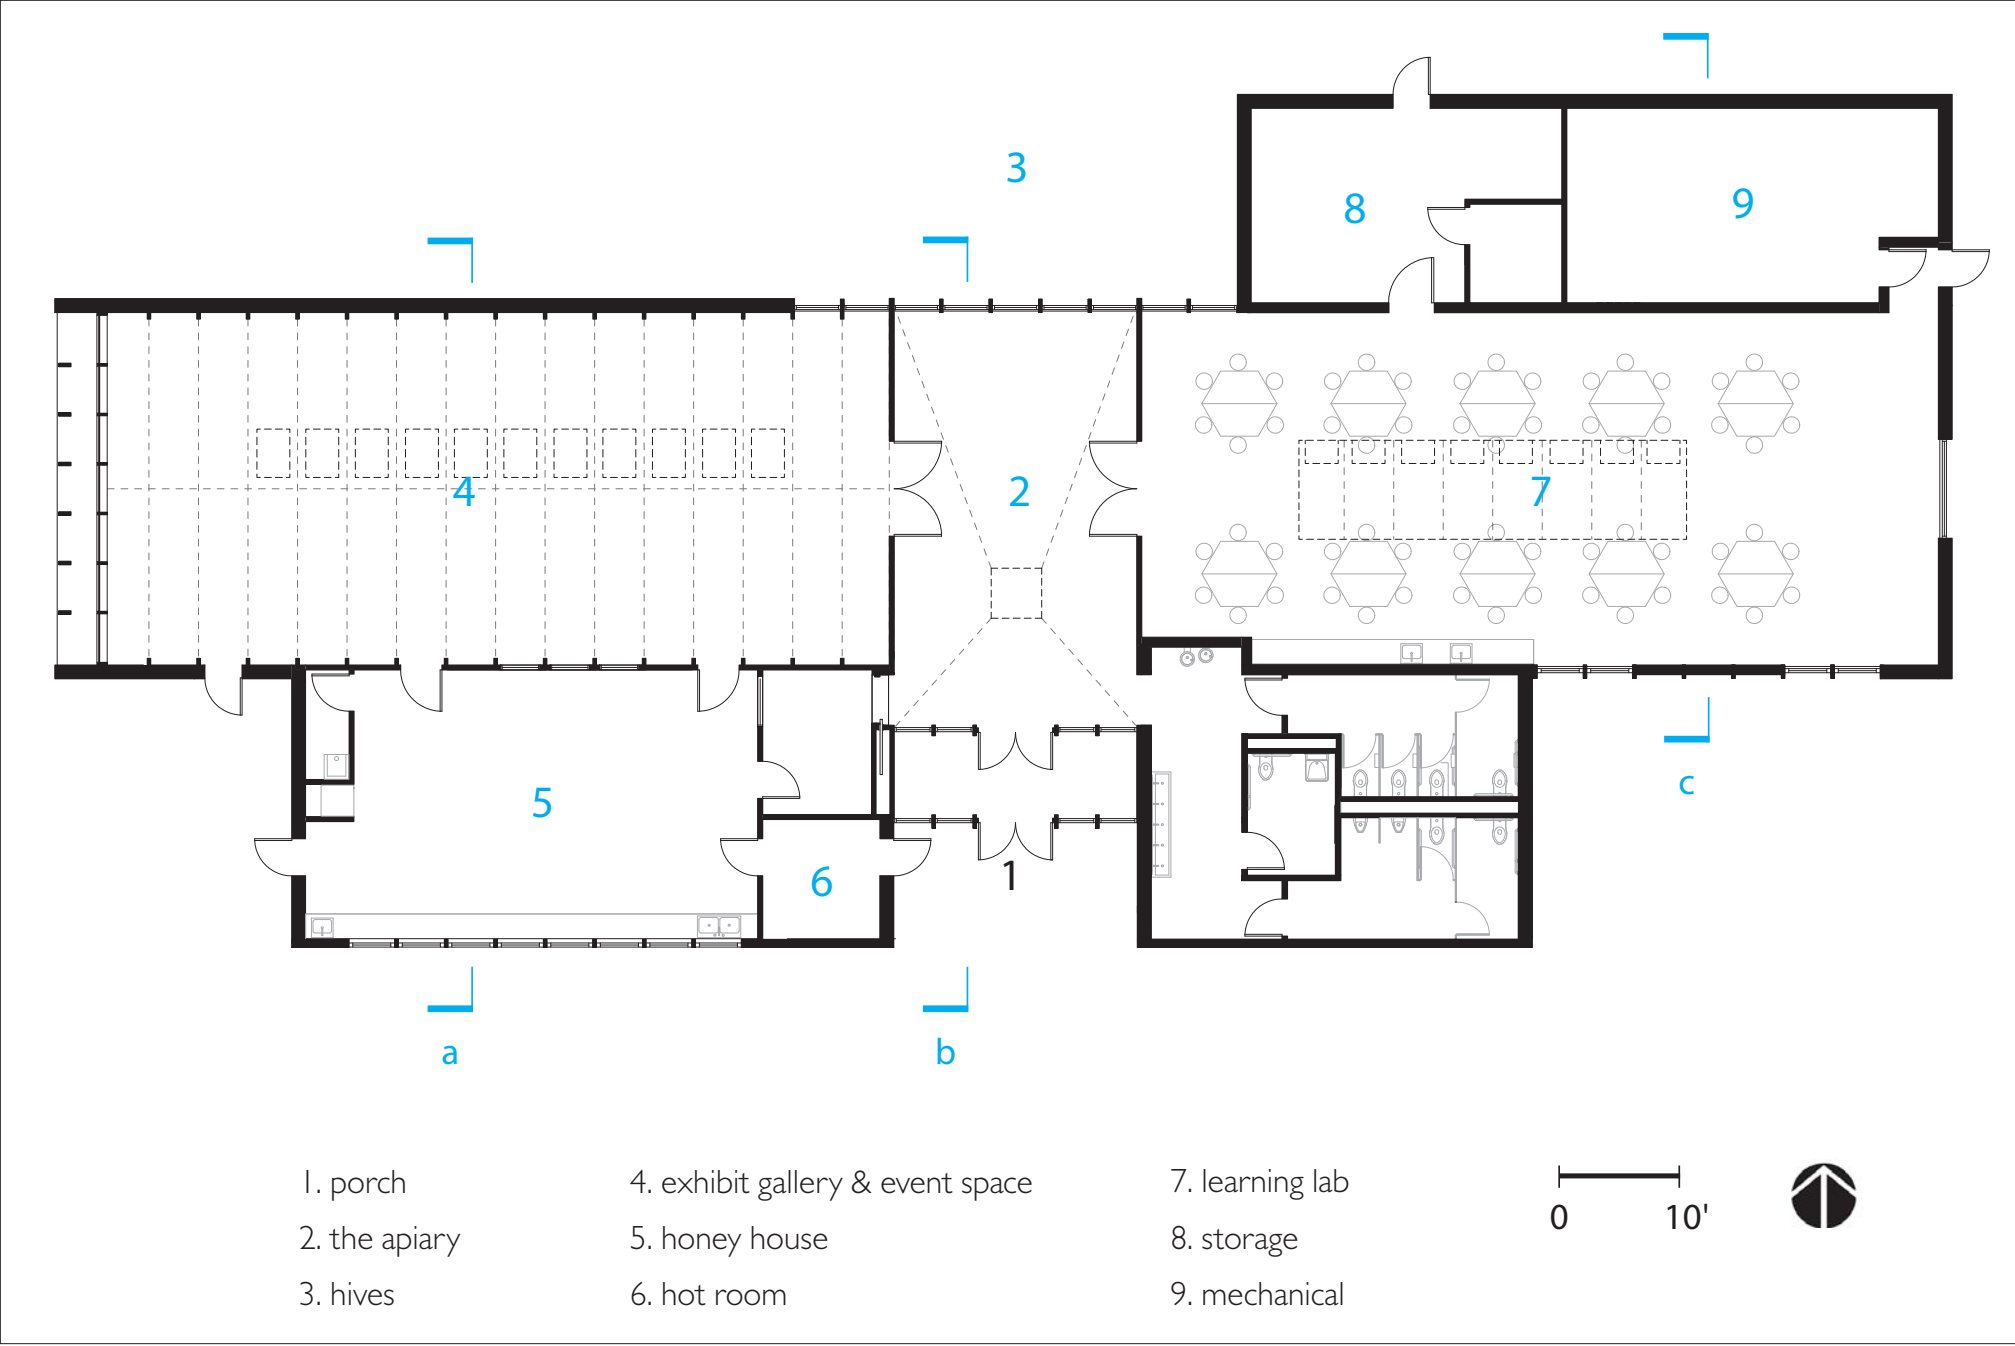 3
8
9
4
2
7
5
6
1
c
a
b
1. porch
2. the apiary
3. hives
4. exhibit gallery & event space
5. honey house
6. hot room
7. learning lab
8. storage
9. mechanical
0 10'